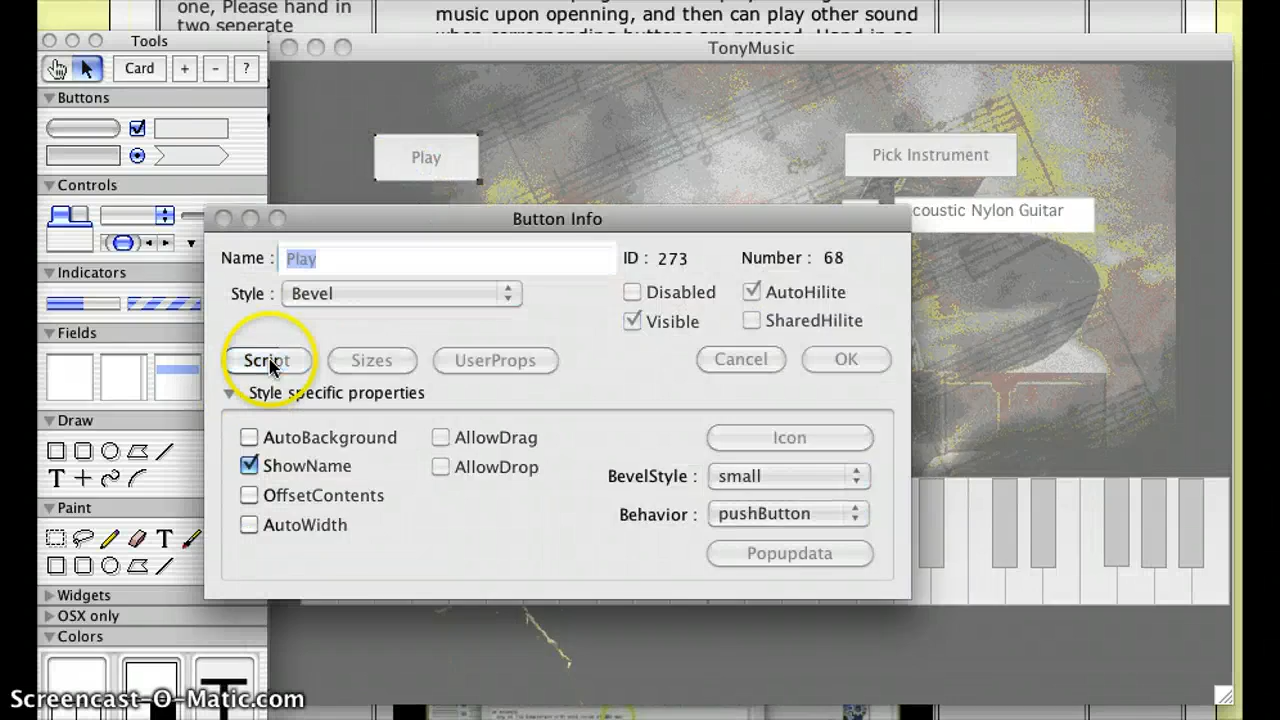 one, Please hand in
two seperate
music upon openning, and then can play other sound
Tools
Card
+
-
?
Buttons
Controls
Indicators
Fields
Draw
T
Paint
T
Widgets
OSX only
Colors
T
TonyMusic
Play
Pick Instrument
coustic Nylon Guitar
Button Info
Name : Play
ID : 273
Number : 68
Style : Bevel
Disabled
AutoHilite
Visible
SharedHilite
Script
Sizes
UserProps
Cancel
OK
Style specific properties
AutoBackground
AllowDrag
Icon
ShowName
AllowDrop
BevelStyle : small
OffsetContents
Behavior : pushButton
AutoWidth
Popupdata
Screencast-O-Matic.com